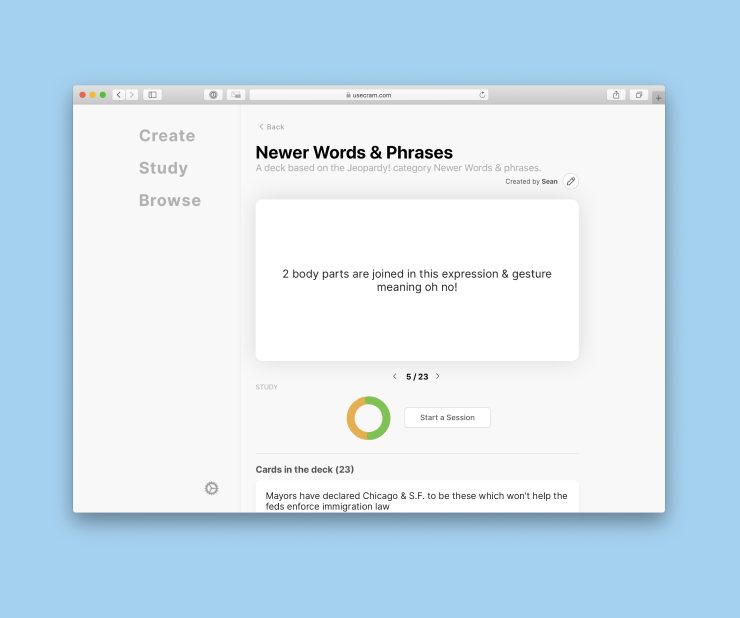 usecram.com
Create
Study
Browse
Back
Newer Words & Phrases
A deck based on the Jeopardy! category Newer Words & phrases.
Created by Sean
2 body parts are joined in this expression & gesture
meaning oh no!
5 / 23
STUDY
Start a Session
Cards in the deck (23)
Mayors have declared Chicago & S.F. to be these which won't help the
feds enforce immigration law